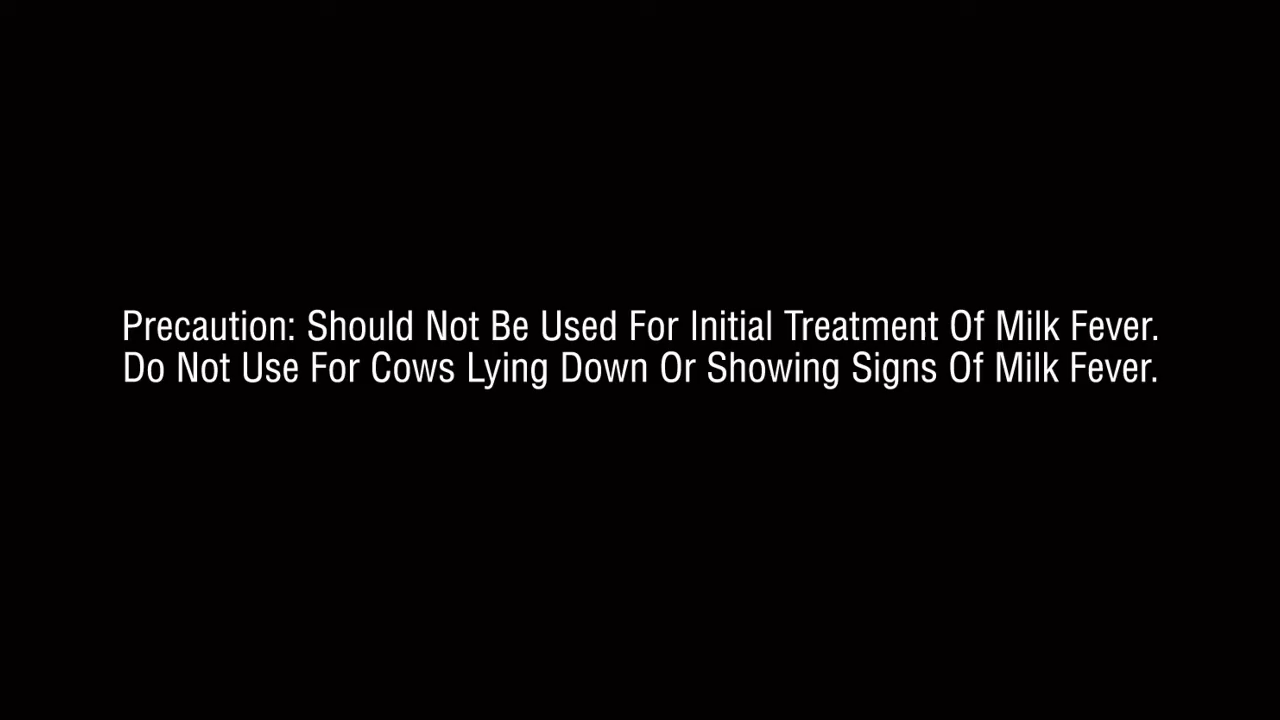 Precaution: Should Not Be Used For Initial Treatment Of Milk Fever.
Do Not Use For Cows Lying Down Or Showing Signs Of Milk Fever.